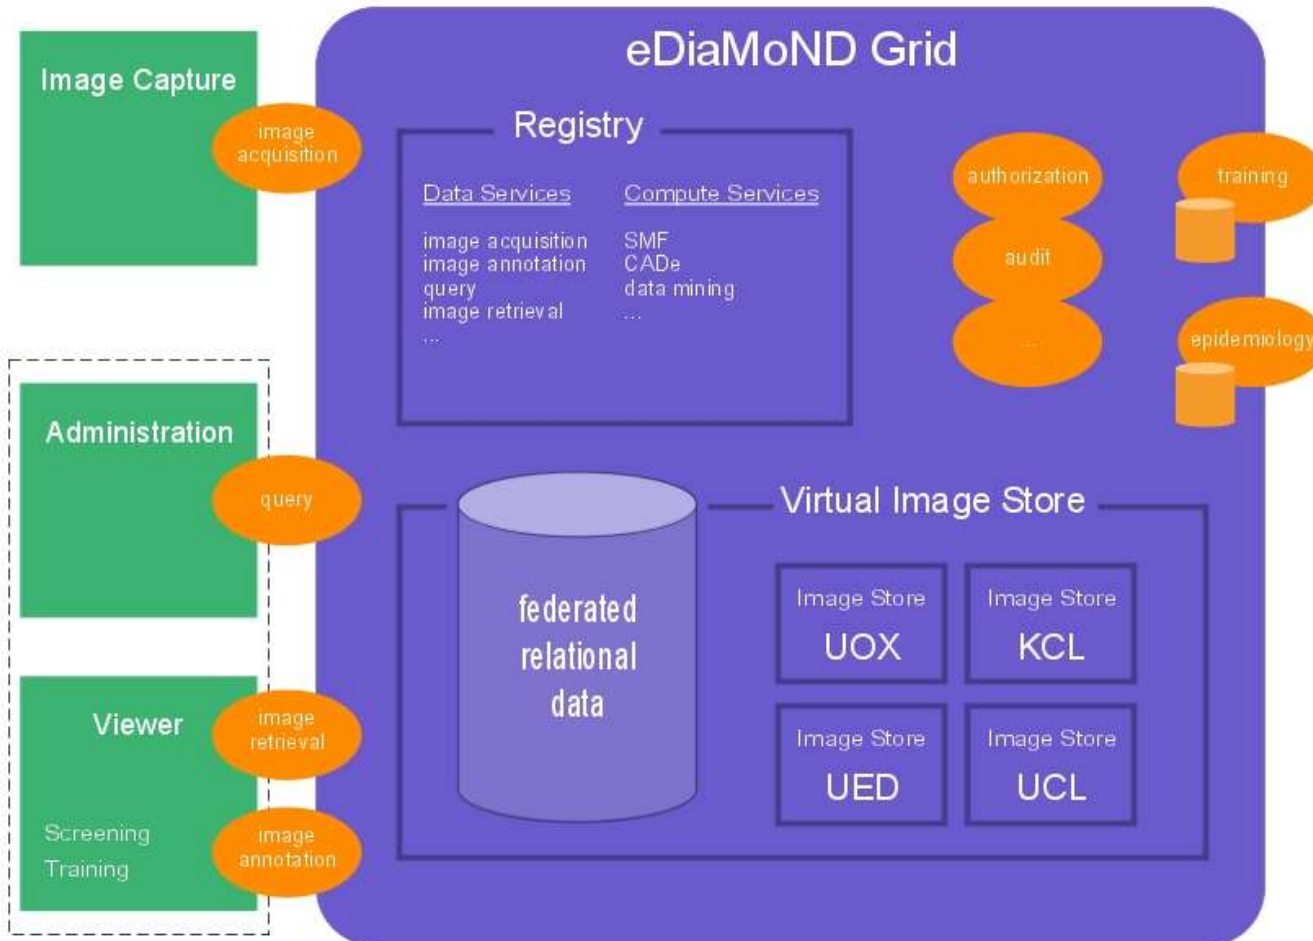 eDiaMoND Grid
Image Capture
image
acquisition
Registry
Data Services
image acquisition
image annotation
query
image retrieval
...
Compute Services
SMF
CADe
data mining
...
authorization
audit
...
training
epidemiology
Administration
query
Viewer
Screening
Training
image
retrieval
image
annotation
Virtual Image Store
federated
relational
data
Image Store
UOX
Image Store
KCL
Image Store
UED
Image Store
UCL